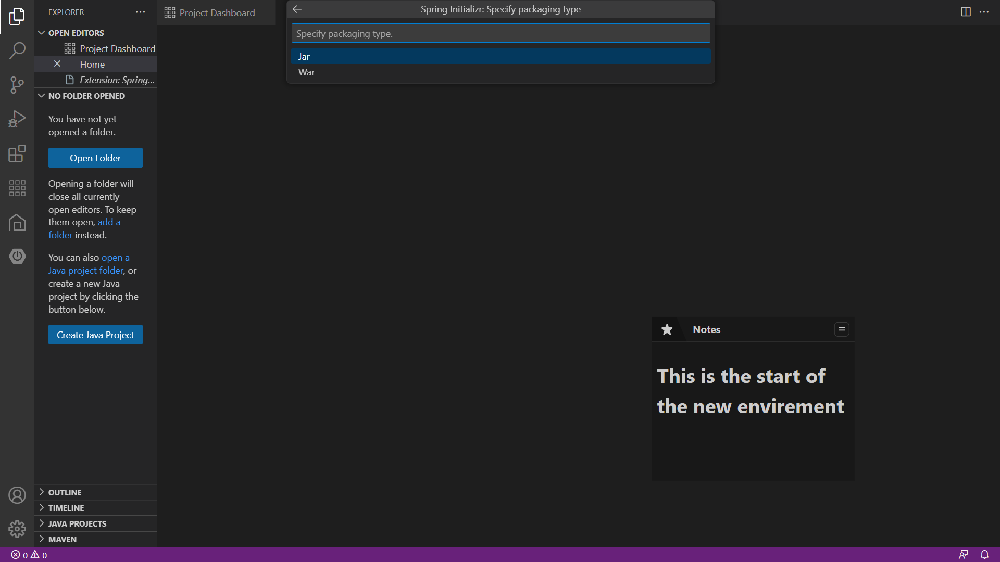 EXPLORER
Project Dashboard
Spring Initializr: Specify packaging type
Specify packaging type.
Jar
War
OPEN EDITORS
Project Dashboard
Home
Extension: Spring...
NO FOLDER OPENED
You have not yet
opened a folder.
Open Folder
Opening a folder will
close all currently
open editors. To keep
them open, add a
folder instead.
You can also open a
Java project folder, or
create a new Java
project by clicking the
button below.
Create Java Project
Notes
This is the start of
the new envirement
OUTLINE
TIMELINE
JAVA PROJECTS
MAVEN
0 0